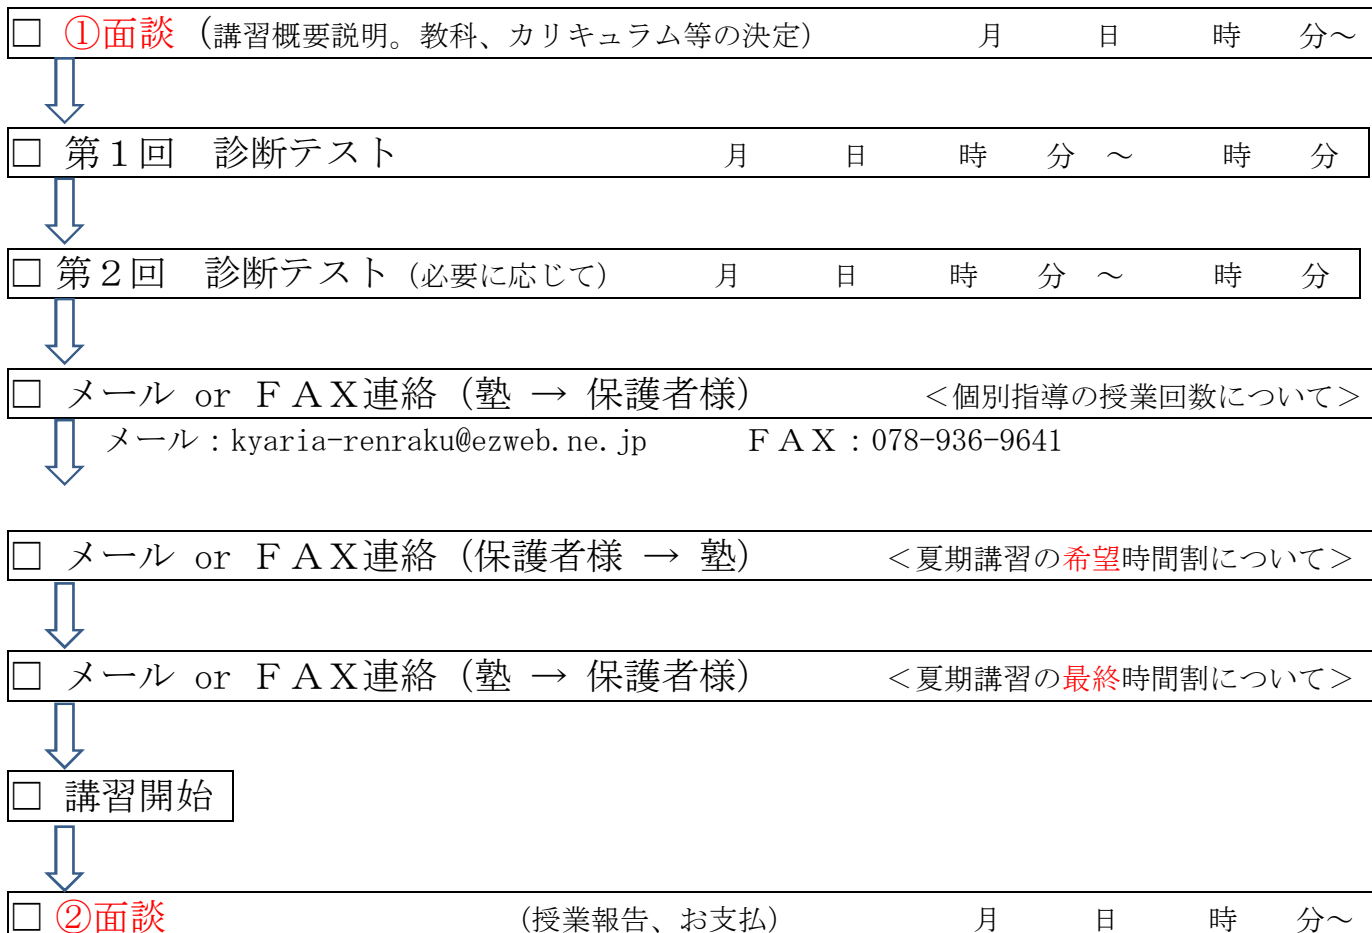 □ ①面談（講習概要説明。教科、カリキュラム等の決定） 月 日 時 分～
□ 第１回 診断テスト 月 日 時 分 ～ 時 分
□ 第２回 診断テスト（必要に応じて） 月 日 時 分 ～ 時 分
□ メール or ＦＡＸ連絡（塾 → 保護者様） ＜個別指導の授業回数について＞
メール：kyaria-renraku@ezweb.ne.jp ＦＡＸ：078-936-9641
□ メール or ＦＡＸ連絡（保護者様 → 塾） ＜夏期講習の希望時間割について＞
□ メール or ＦＡＸ連絡（塾 → 保護者様） ＜夏期講習の最終時間割について＞
□ 講習開始
□ ②面談 （授業報告、お支払） 月 日 時 分～